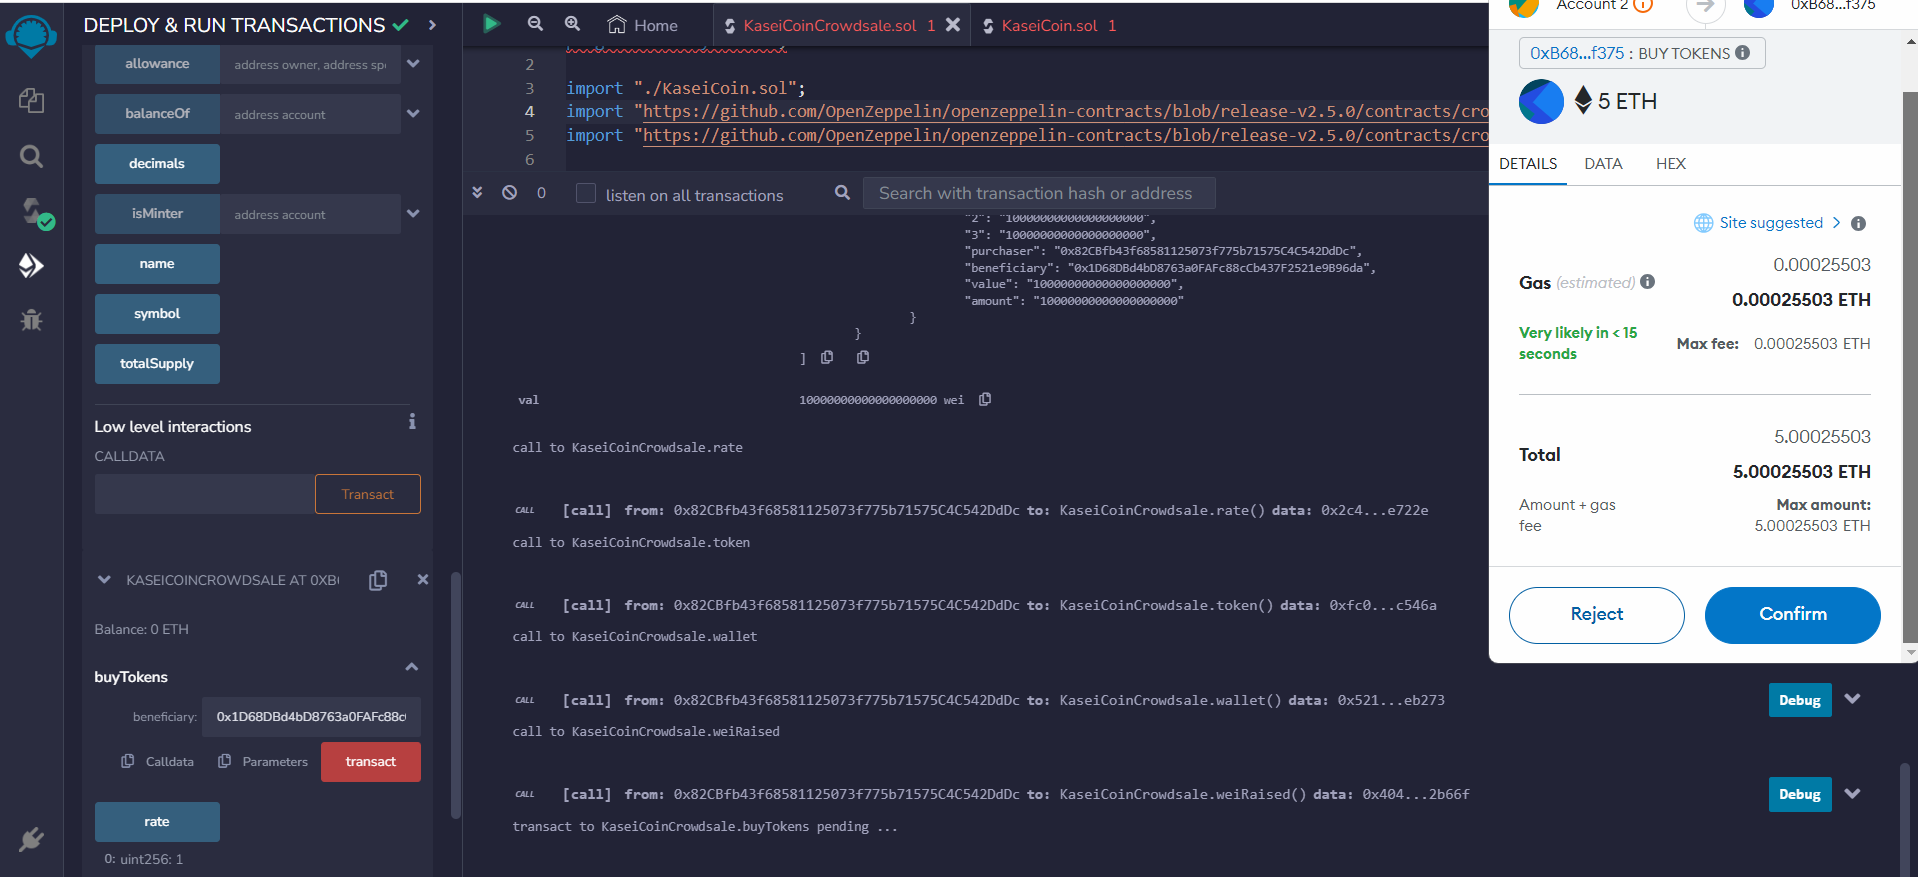 DEPLOY & RUN TRANSACTIONS
allowance
address owner, address spe
balanceOf
address account
decimals
isMinter
address account
name
symbol
totalSupply
Low level interactions
i
CALLDATA
Transact
KASEICOINCROWDSALE AT 0XB6
Balance: 0 ETH
buyTokens
beneficiary:
0x1D68DBd4bD8763a0FAFc88c
Calldata
Parameters
transact
rate
0: uint256: 1
Home
KaseiCoinCrowdsale.sol 1
KaseiCoin.sol 1
2
3 import "./KaseiCoin.sol";
4 import "https://github.com/OpenZeppelin/openzeppelin-contracts/blob/release-v2.5.0/contracts/cro
5 import "https://github.com/OpenZeppelin/openzeppelin-contracts/blob/release-v2.5.0/contracts/cro
6
0
listen on all transactions
Search with transaction hash or address
"2": "10000000000000000000",
"3": "10000000000000000000",
"purchaser": "0x82CBfb43f68581125073f775b71575C4C542DdDc",
"beneficiary": "0x1D68DBd4bD8763a0FAFc88cCb437F2521e9B96da",
"value": "10000000000000000000",
"amount": "10000000000000000000"
}
}
]
val 10000000000000000000 wei
call to KaseiCoinCrowdsale.rate
CALL [call] from: 0x82CBfb43f68581125073f775b71575C4C542DdDc to: KaseiCoinCrowdsale.rate() data: 0x2c4...e722e
call to KaseiCoinCrowdsale.token
CALL [call] from: 0x82CBfb43f68581125073f775b71575C4C542DdDc to: KaseiCoinCrowdsale.token() data: 0xfc0...c546a
call to KaseiCoinCrowdsale.wallet
CALL [call] from: 0x82CBfb43f68581125073f775b71575C4C542DdDc to: KaseiCoinCrowdsale.wallet() data: 0x521...eb273
Debug
call to KaseiCoinCrowdsale.weiRaised
CALL [call] from: 0x82CBfb43f68581125073f775b71575C4C542DdDc to: KaseiCoinCrowdsale.weiRaised() data: 0x404...2b66f
Debug
transact to KaseiCoinCrowdsale.buyTokens pending ...
Account 2
0xB68...f375
0xB68...f375 : BUY TOKENS
5 ETH
DETAILS
DATA
HEX
Site suggested
0.00025503
Gas (estimated)
0.00025503 ETH
Very likely in < 15
seconds
Max fee: 0.00025503 ETH
5.00025503
Total
5.00025503 ETH
Amount + gas
fee
Max amount:
5.00025503 ETH
Reject
Confirm